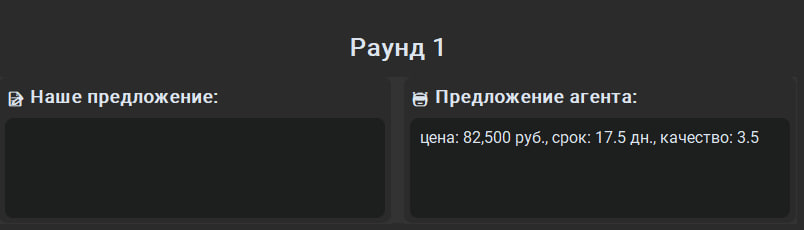 Раунд 1
Наше предложение:
Предложение агента:
цена: 82,500 руб., срок: 17.5 дн., качество: 3.5